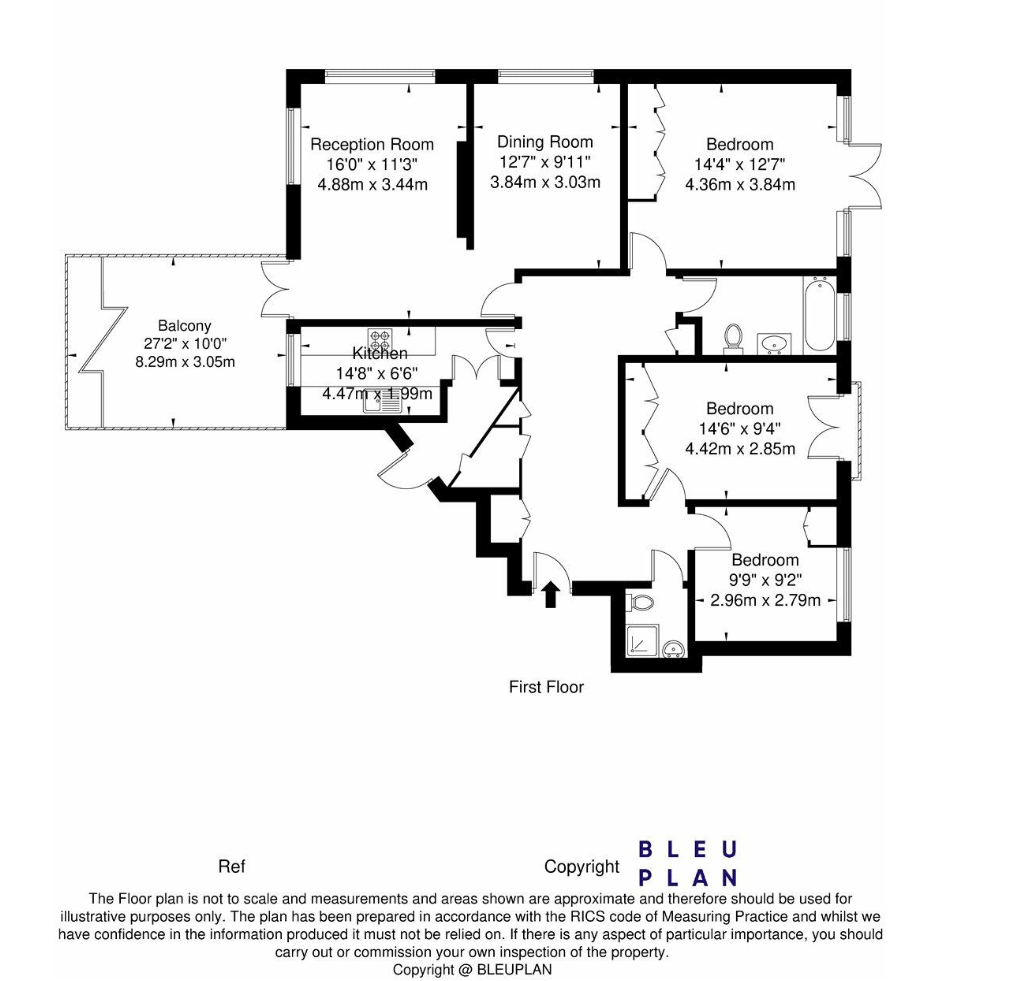 Reception Room
16'0" x 11'3"
4.88m x 3.44m
Dining Room
12'7" x 9'11"
3.84m x 3.03m
Bedroom
14'4" x 12'7"
4.36m x 3.84m
Balcony
27'2" x 10'0"
8.29m x 3.05m
Kitchen
14'8" x 6'6"
4.47m x 1.99m
Bedroom
14'6" x 9'4"
4.42m x 2.85m
Bedroom
9'9" x 9'2"
2.96m x 2.79m
First Floor
Ref
Copyright
BLEU
PLAN
The Floor plan is not to scale and measurements and areas shown are approximate and therefore should be used for
illustrative purposes only. The plan has been prepared in accordance with the RICS code of Measuring Practice and whilst we
have confidence in the information produced it must not be relied on. If there is any aspect of particular importance, you should
carry out or commission your own inspection of the property.
Copyright @ BLEUPLAN